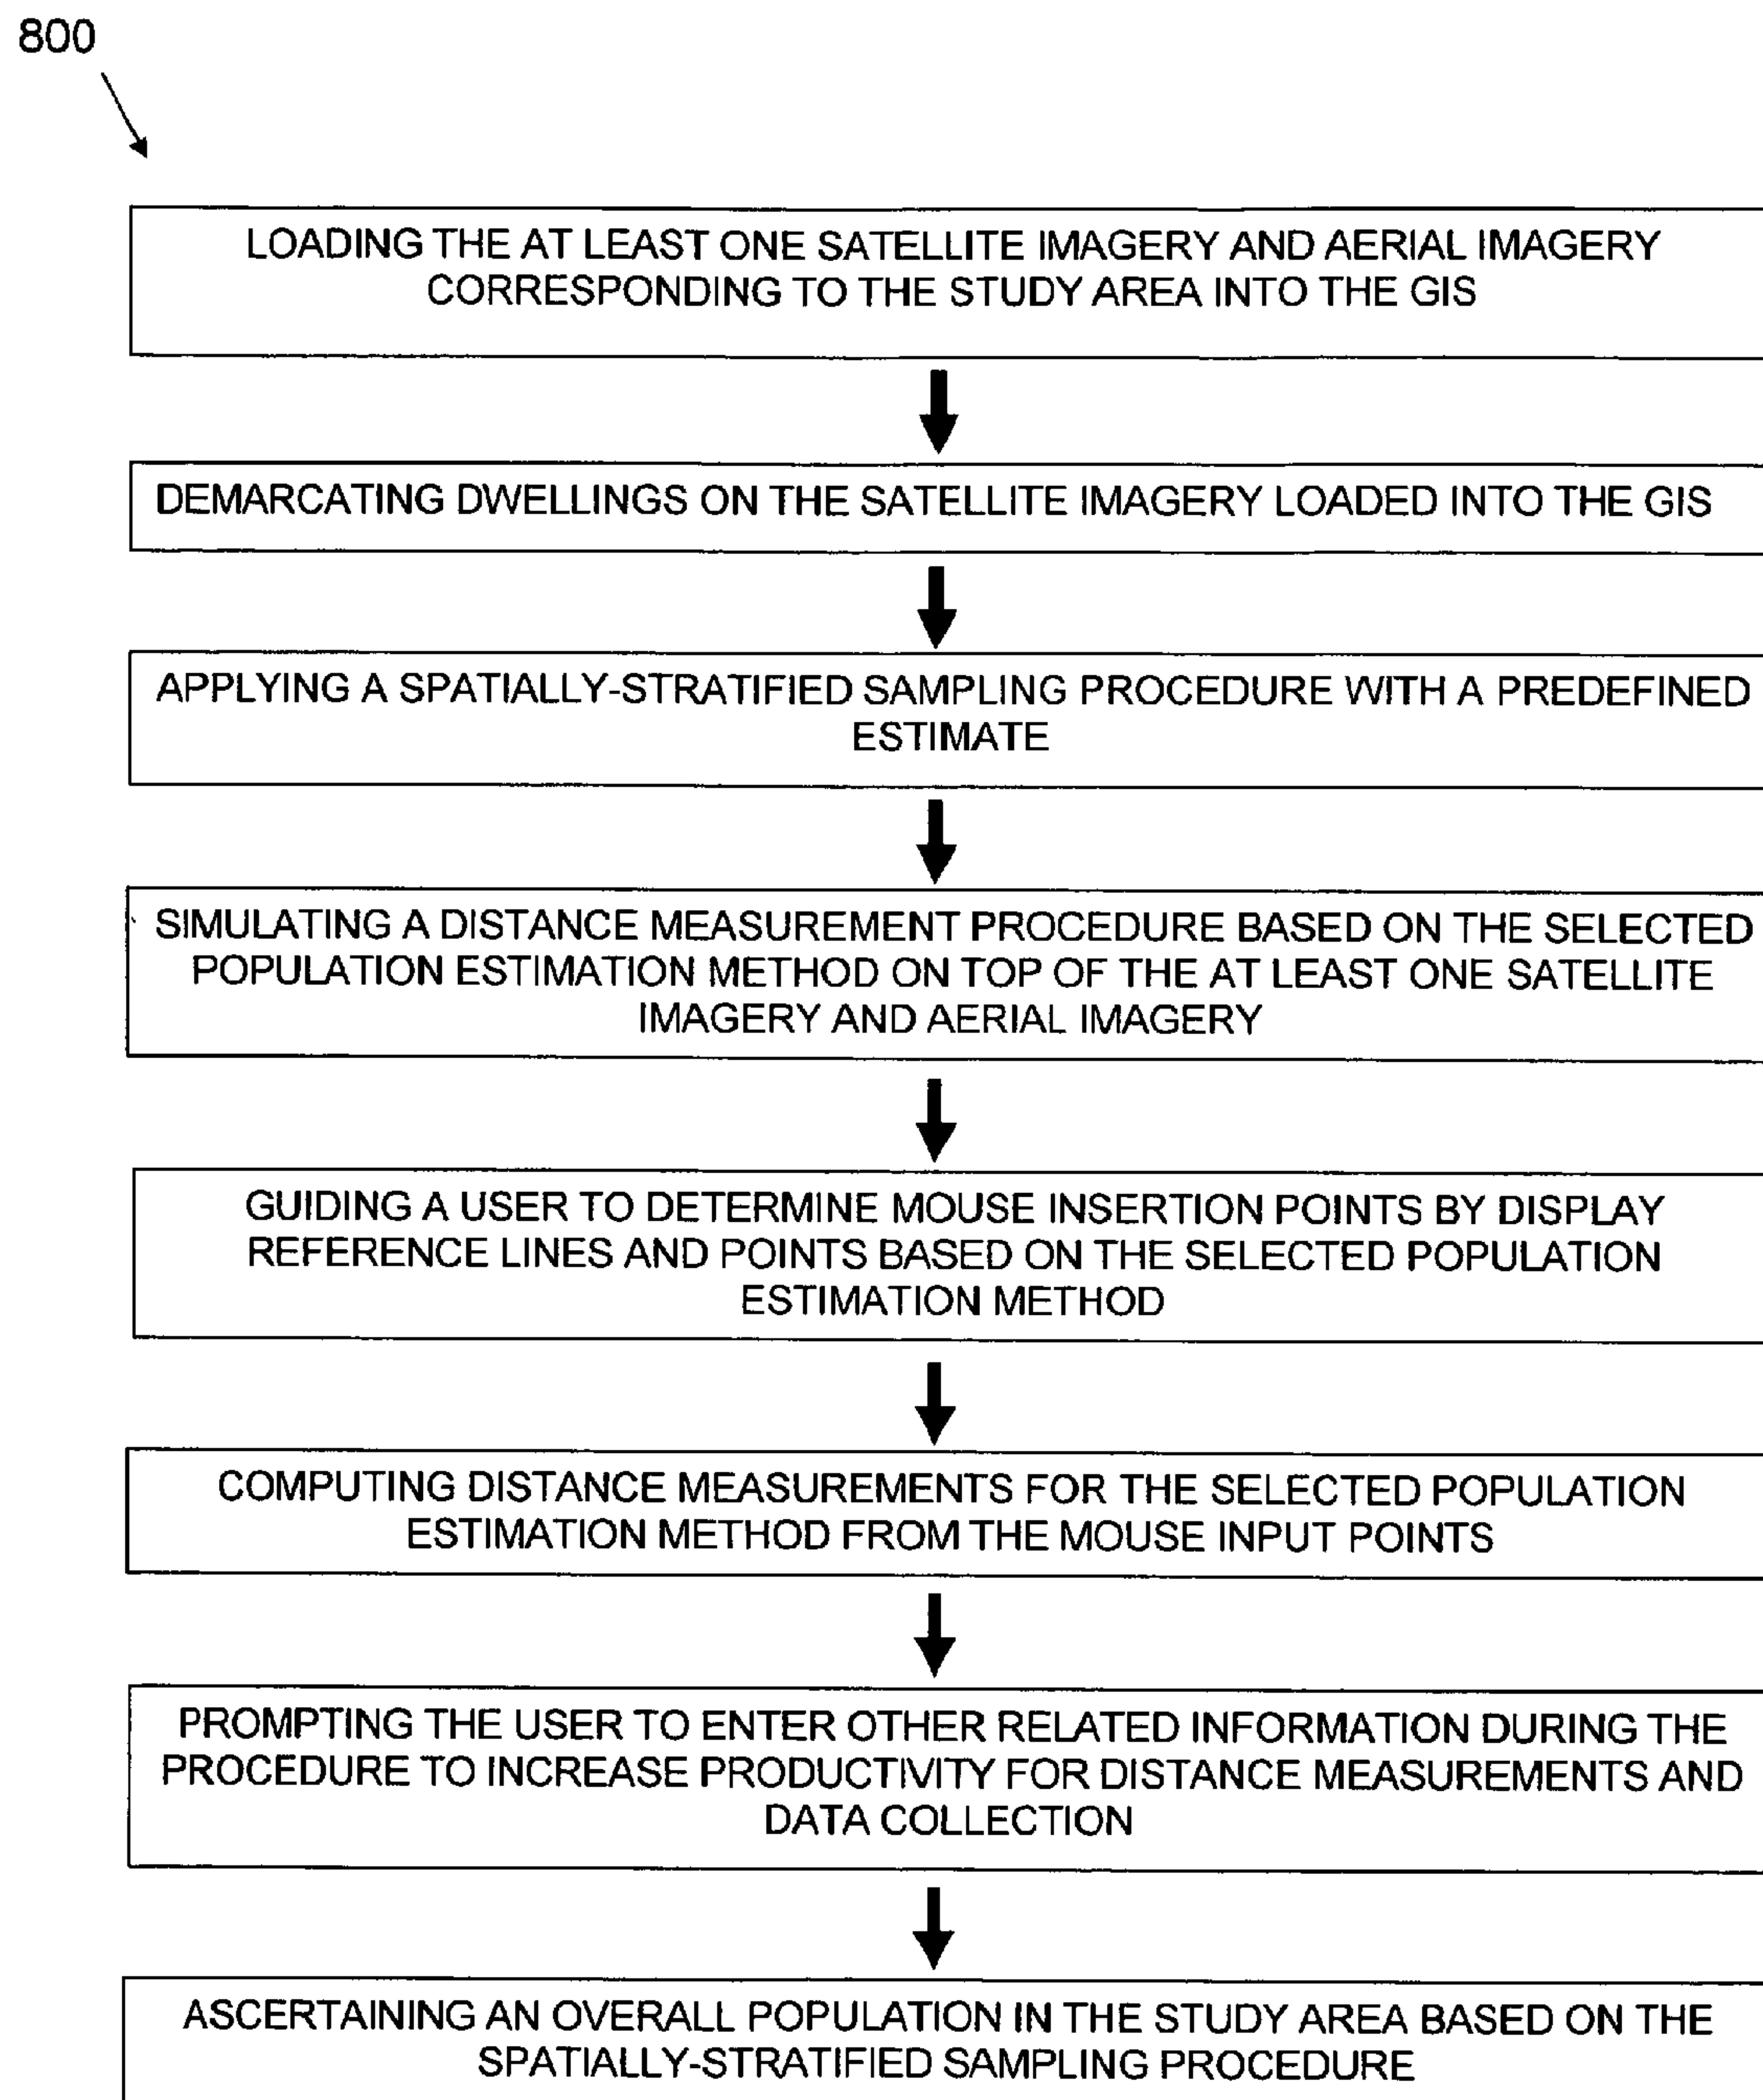 800
LOADING THE AT LEAST ONE SATELLITE IMAGERY AND AERIAL IMAGERY
CORRESPONDING TO THE STUDY AREA INTO THE GIS
DEMARCATING DWELLINGS ON THE SATELLITE IMAGERY LOADED INTO THE GIS
APPLYING A SPATIALLY-STRATIFIED SAMPLING PROCEDURE WITH A PREDEFINED
ESTIMATE
SIMULATING A DISTANCE MEASUREMENT PROCEDURE BASED ON THE SELECTED
POPULATION ESTIMATION METHOD ON TOP OF THE AT LEAST ONE SATELLITE
IMAGERY AND AERIAL IMAGERY
GUIDING A USER TO DETERMINE MOUSE INSERTION POINTS BY DISPLAY
REFERENCE LINES AND POINTS BASED ON THE SELECTED POPULATION
ESTIMATION METHOD
COMPUTING DISTANCE MEASUREMENTS FOR THE SELECTED POPULATION
ESTIMATION METHOD FROM THE MOUSE INPUT POINTS
PROMPTING THE USER TO ENTER OTHER RELATED INFORMATION DURING THE
PROCEDURE TO INCREASE PRODUCTIVITY FOR DISTANCE MEASUREMENTS AND
DATA COLLECTION
ASCERTAINING AN OVERALL POPULATION IN THE STUDY AREA BASED ON THE
SPATIALLY-STRATIFIED SAMPLING PROCEDURE